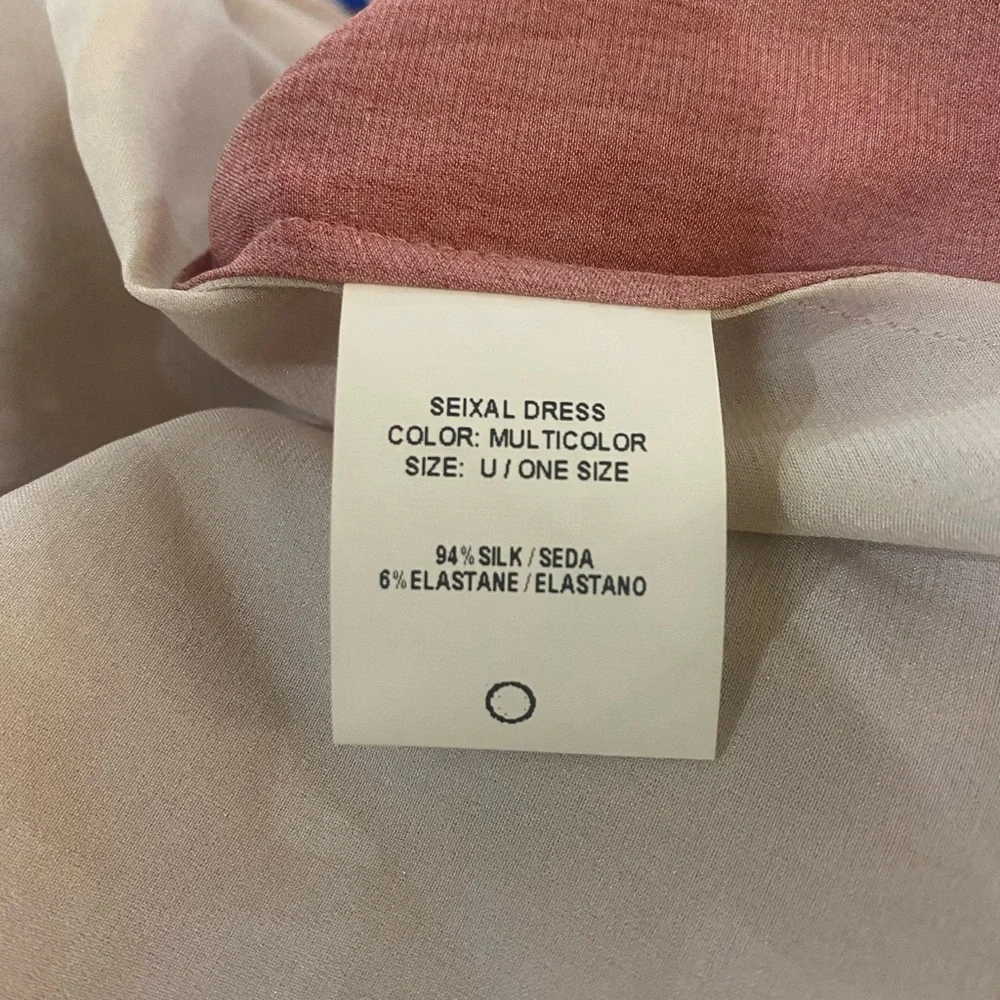 SEIXAL DRESS
COLOR: MULTICOLOR
SIZE: U / ONE SIZE
94% SILK / SEDA
6% ELASTANE / ELASTANO